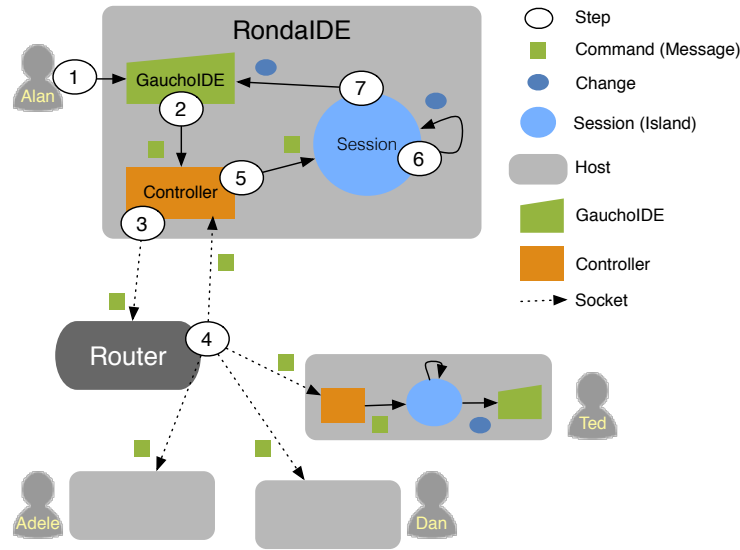 RondaIDE
Alan
1
GauchoIDE
2
7
Session
6
Controller
5
3
Router
4
Ted
Adele
Dan
Step
Command (Message)
Change
Session (Island)
Host
GauchoIDE
Controller
Socket